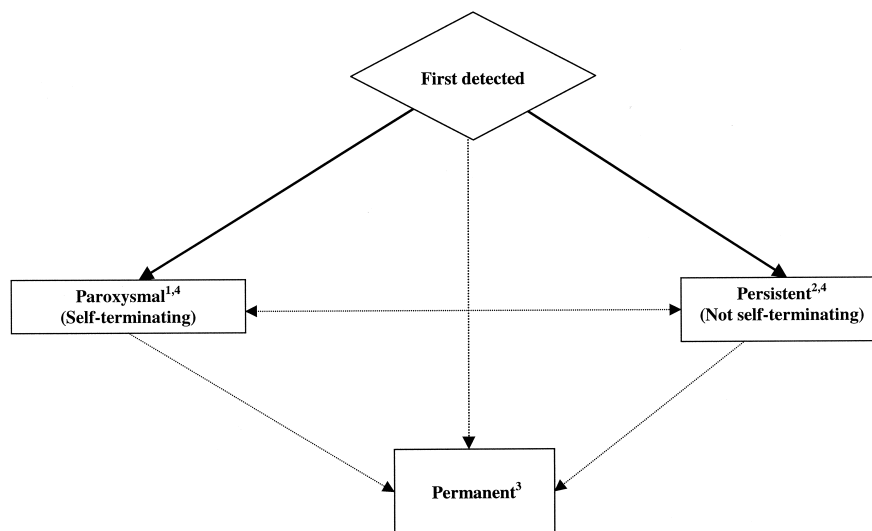 First detected
Paroxysmal1,4
(Self-terminating)
Persistent2,4
(Not self-terminating)
Permanent3